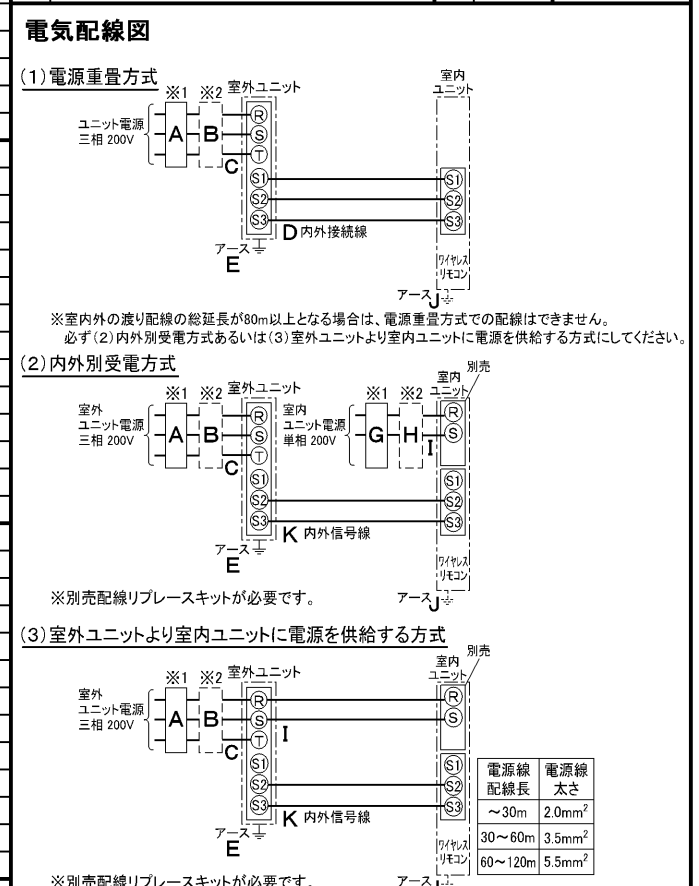 電気配線図
(1)電源重畳方式
※1 ※2 室外ユニット
室内
ユニット
ユニット電源
三相 200V
A B
C
R
S
T
S1 S1
S2 S2
S3 S3
D 内外接続線
アース
E
ワイヤレス
リモコン
アース J
※室内外の渡り配線の総延長が80m以上となる場合は、電源重畳方式での配線はできません。
必ず(2)内外別受電方式あるいは(3)室外ユニットより室内ユニットに電源を供給する方式にしてください。
(2)内外別受電方式
※1 ※2 室外ユニット
※1 ※2
室内
ユニット
別売
室外
ユニット電源
三相 200V
A B
C
R
S
T
室内
ユニット電源
単相 200V
G H
I
R
S
S1 S1
S2 S2
S3 S3
K 内外信号線
アース
E
ワイヤレス
リモコン
アース J
※別売配線リプレースキットが必要です。
(3)室外ユニットより室内ユニットに電源を供給する方式
※1 ※2 室外ユニット
室内
ユニット
別売
室外
ユニット電源
三相 200V
A B
C
R R
S S
T
I
S1 S1
S2 S2
S3 S3
K 内外信号線
アース
E
ワイヤレス
リモコン
アース J
電源線配線長 電源線太さ
~30m 2.0mm²
30~60m 3.5mm²
60~120m 5.5mm²
※別売配線リプレースキットが必要です。